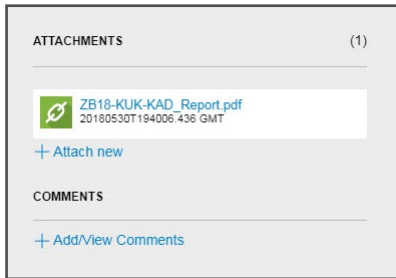 ATTACHMENTS (1)
ZB18-KUK-KAD_Report.pdf
20180530T194006.436 GMT
+ Attach new
COMMENTS
+ Add/View Comments